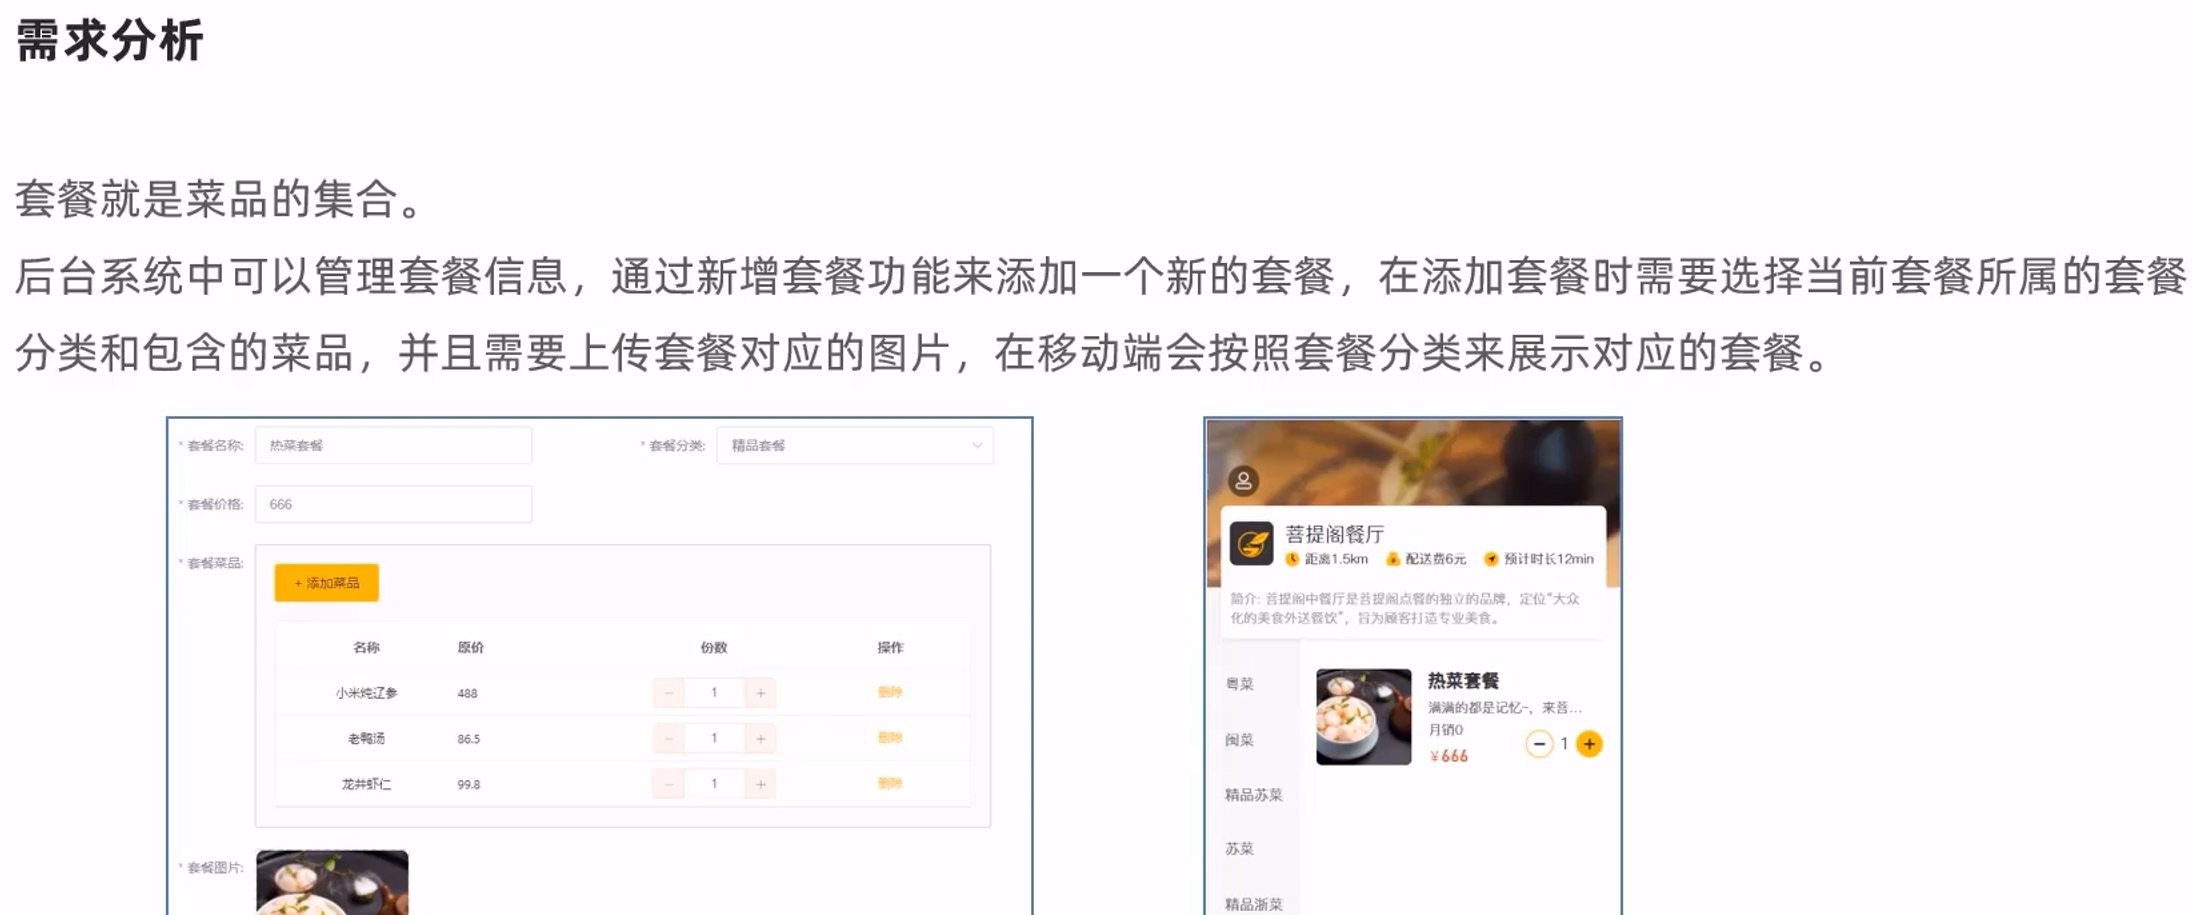 需求分析
套餐就是菜品的集合。
后台系统中可以管理套餐信息，通过新增套餐功能来添加一个新的套餐，在添加套餐时需要选择当前套餐所属的套餐
分类和包含的菜品，并且需要上传套餐对应的图片，在移动端会按照套餐分类来展示对应的套餐。
* 套餐名称: 热菜套餐 * 套餐分类: 精品套餐
* 套餐价格: 666
* 套餐菜品:
+ 添加菜品
名称 原价 份数 操作
小米炖辽参 488 − 1 + 删除
老鸭汤 86.5 − 1 + 删除
龙井虾仁 99.8 − 1 + 删除
* 套餐图片:
菩提阁餐厅
距离1.5km 配送费6元 预计时长12min
简介: 菩提阁中餐厅是菩提阁点餐的独立的品牌，定位“大众
化的美食外送餐饮”，旨为顾客打造专业美食。
粤菜
闽菜
精品苏菜
苏菜
精品浙菜
热菜套餐
满满的都是记忆~，来菩...
月销0
¥666 − 1 +